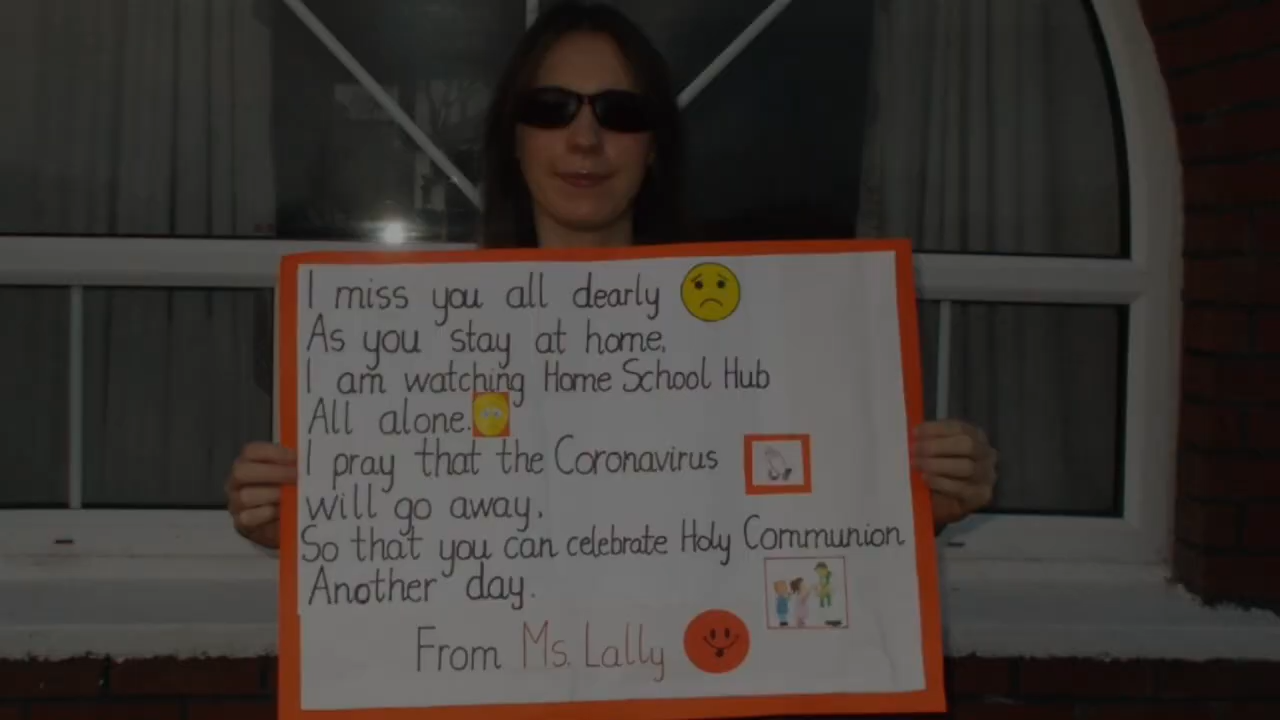 I miss you all dearly
As you stay at home,
I am watching Home School Hub
All alone.
I pray that the Coronavirus
will go away,
So that you can celebrate Holy Communion
Another day.
From Ms. Lally